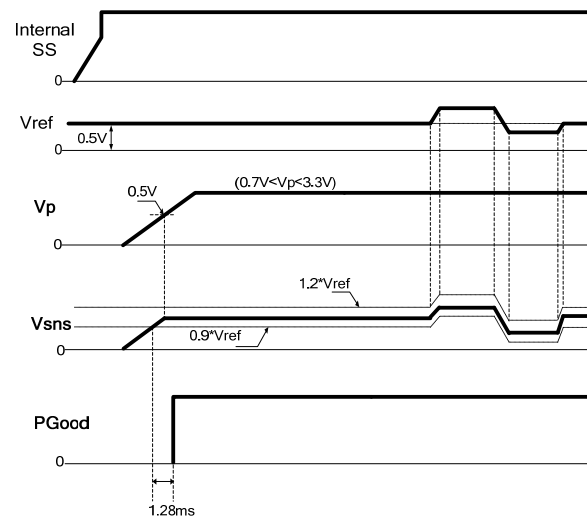 Internal
SS
0
Vref
0.5V
0
0.5V
(0.7V<Vp<3.3V)
Vp
0
1.2*Vref
Vsns
0.9*Vref
0
PGood
0
1.28ms